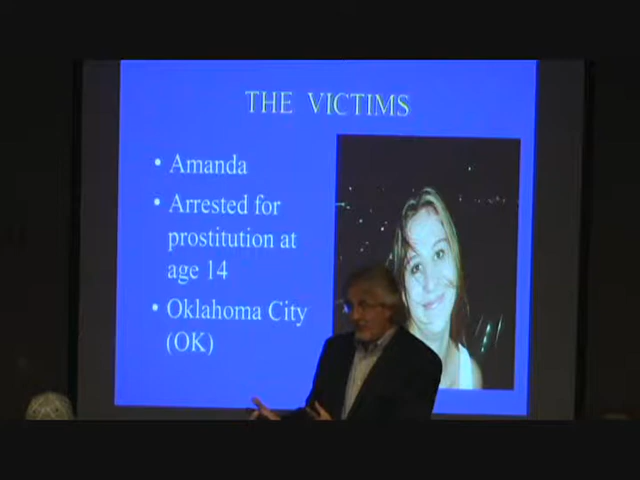 THE VICTIMS
• Amanda
• Arrested for
prostitution at
age 14
• Oklahoma City
(OK)